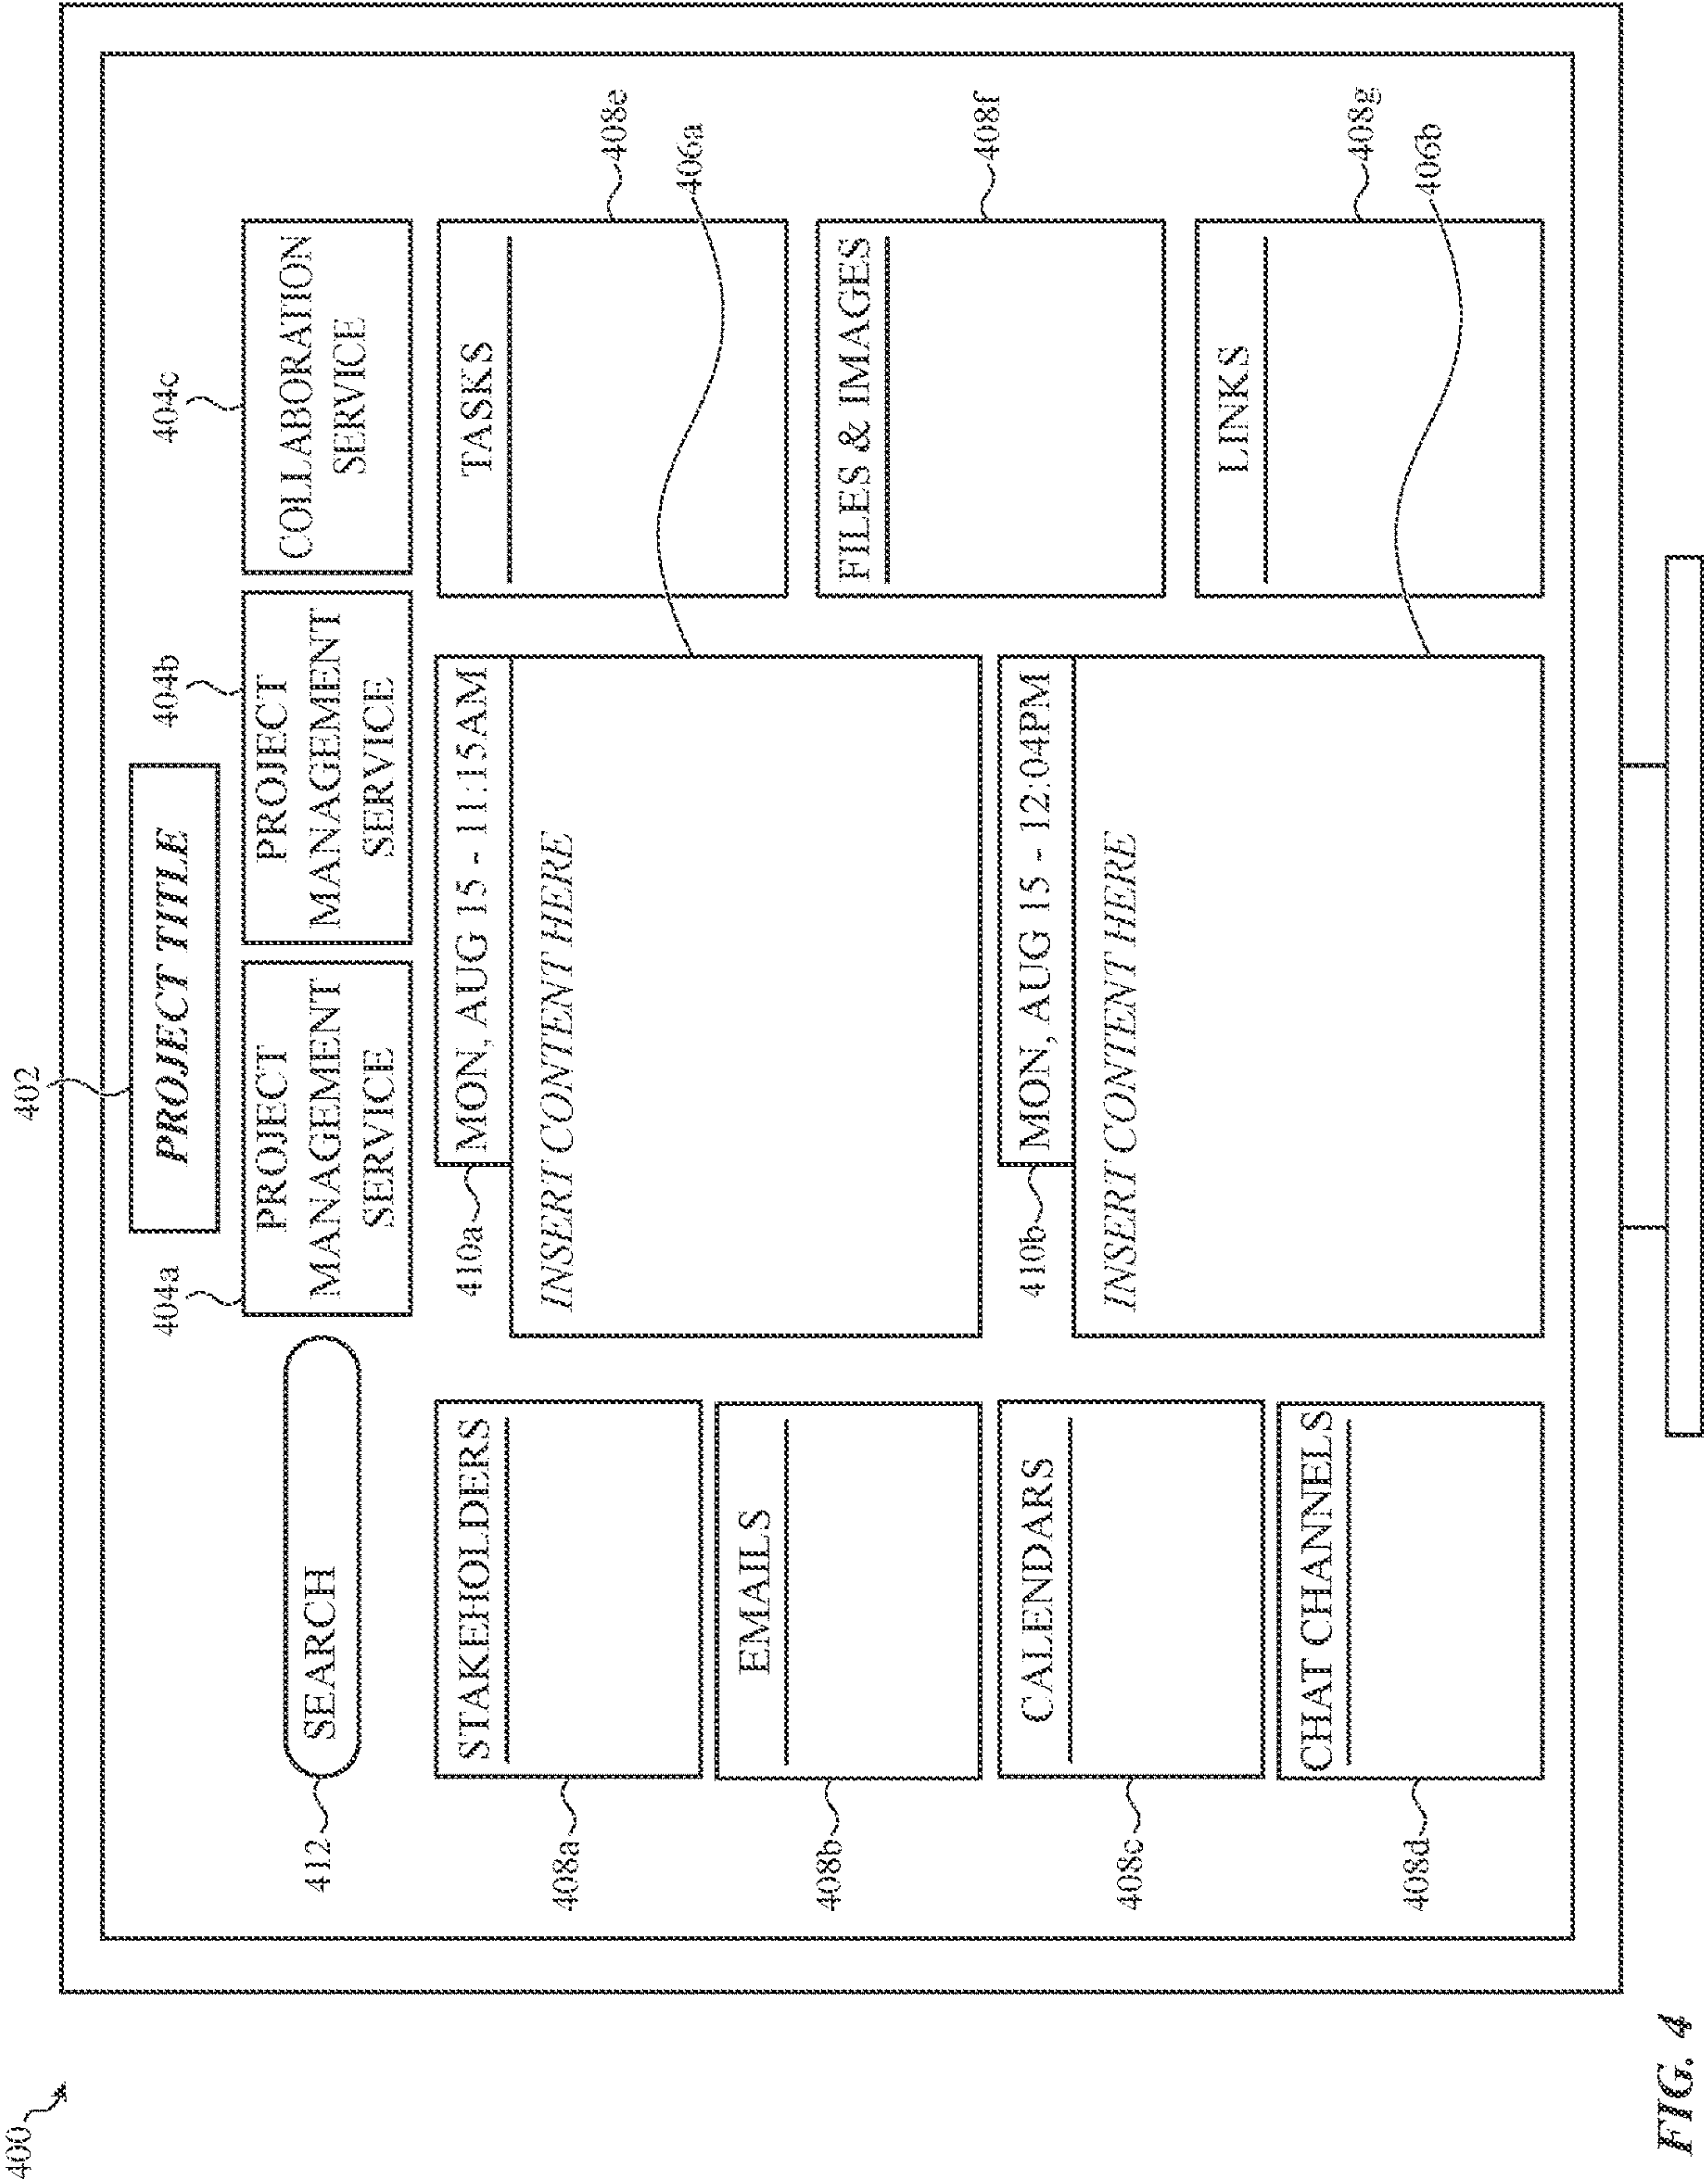 400
402
PROJECT TITLE
404a
404b
404c
412
SEARCH
PROJECT
MANAGEMENT
SERVICE
PROJECT
MANAGEMENT
SERVICE
COLLABORATION
SERVICE
408a
STAKEHOLDERS
408b
EMAILS
408c
CALENDARS
408d
CHAT CHANNELS
410a
MON, AUG 15 - 11:15AM
INSERT CONTENT HERE
406a
410b
MON, AUG 15 - 12:04PM
INSERT CONTENT HERE
406b
TASKS
408e
FILES & IMAGES
408f
LINKS
408g
FIG. 4